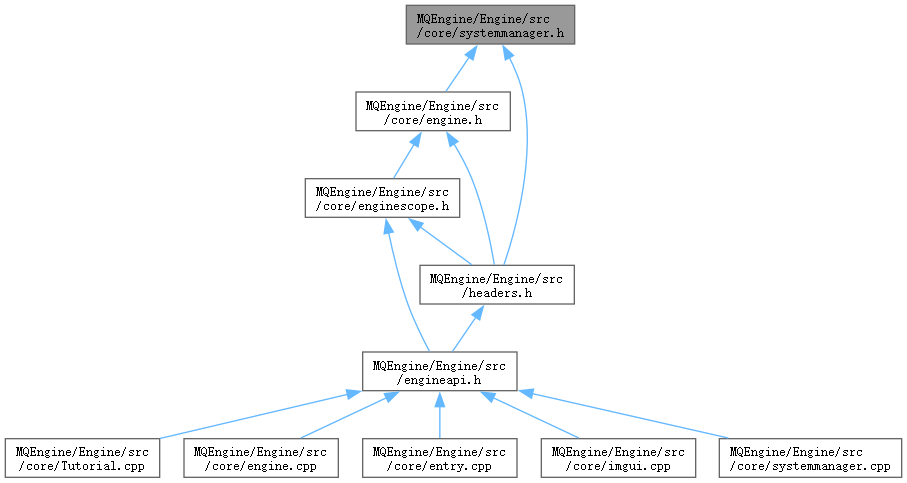 MQEngine/Engine/src
/core/systemmanager.h
MQEngine/Engine/src
/core/engine.h
MQEngine/Engine/src
/core/enginescope.h
MQEngine/Engine/src
/headers.h
MQEngine/Engine/src
/engineapi.h
MQEngine/Engine/src
/core/Tutorial.cpp
MQEngine/Engine/src
/core/engine.cpp
MQEngine/Engine/src
/core/entry.cpp
MQEngine/Engine/src
/core/imgui.cpp
MQEngine/Engine/src
/core/systemmanager.cpp